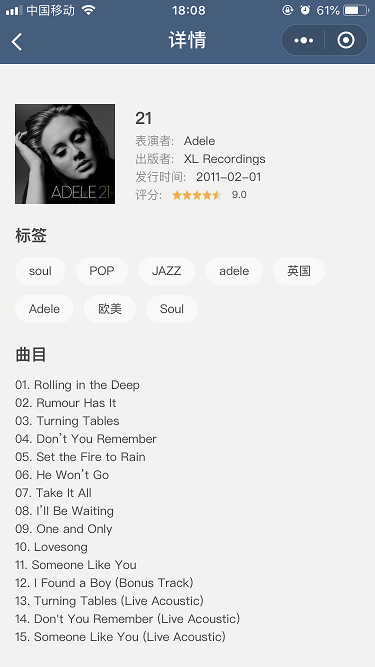 中国移动 18:08 61%
详情
ADELE 21
21
表演者: Adele
出版者: XL Recordings
发行时间: 2011-02-01
评分: 9.0
标签
soul POP JAZZ adele 英国
Adele 欧美 Soul
曲目
01. Rolling in the Deep
02. Rumour Has It
03. Turning Tables
04. Don’t You Remember
05. Set the Fire to Rain
06. He Won’t Go
07. Take It All
08. I’ll Be Waiting
09. One and Only
10. Lovesong
11. Someone Like You
12. I Found a Boy (Bonus Track)
13. Turning Tables (Live Acoustic)
14. Don't You Remember (Live Acoustic)
15. Someone Like You (Live Acoustic)